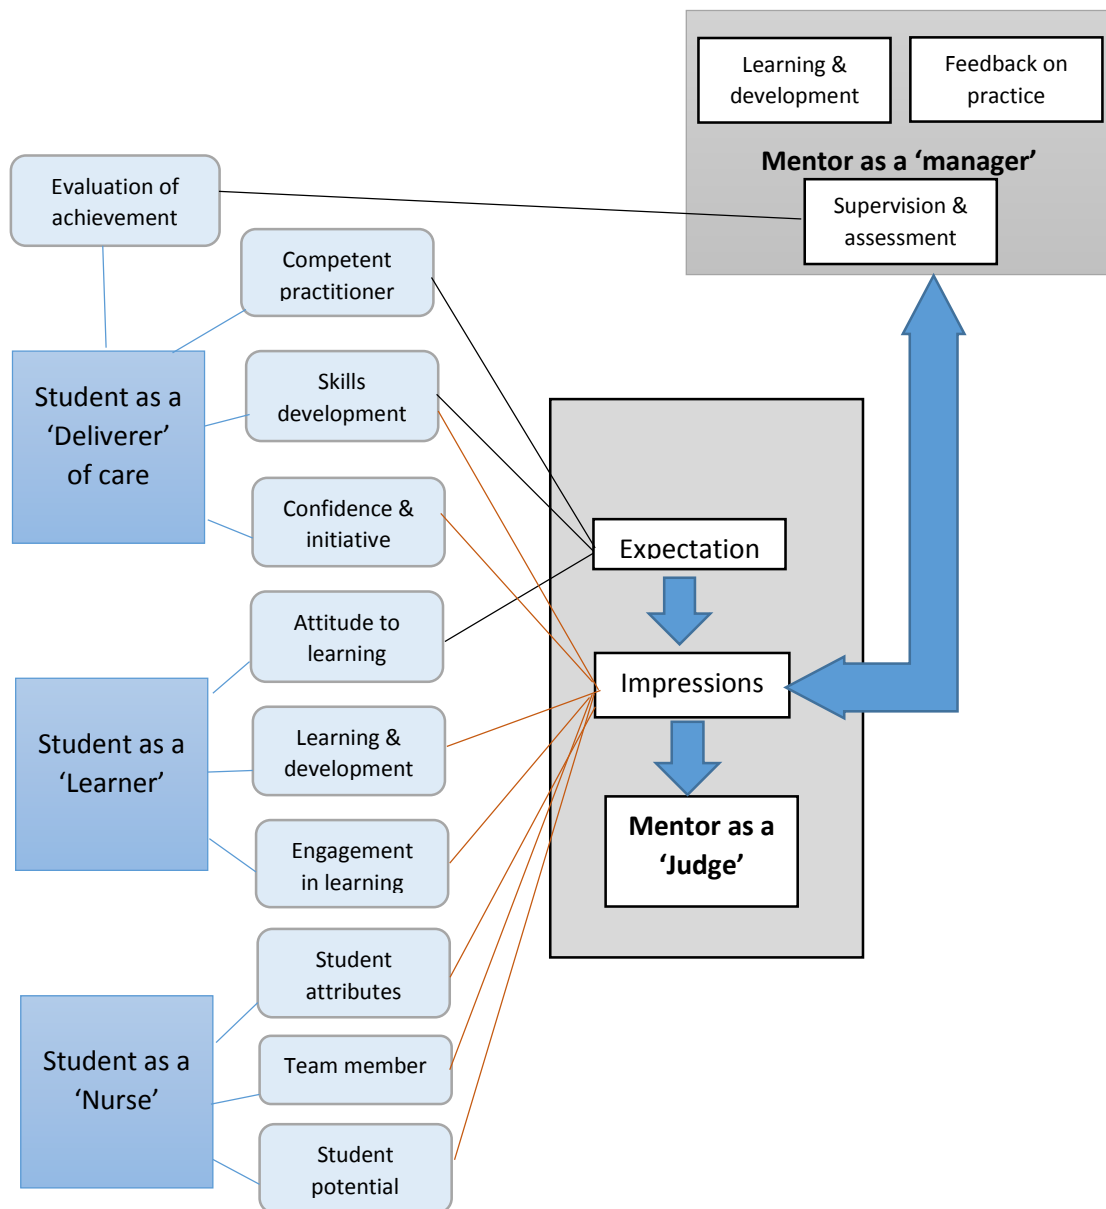 Learning &
development
Feedback on
practice
Mentor as a ‘manager’
Supervision &
assessment
Evaluation of
achievement
Competent
practitioner
Student as a
‘Deliverer’
of care
Skills
development
Confidence &
initiative
Expectation
Attitude to
learning
Impressions
Student as a
‘Learner’
Learning &
development
Mentor as a
‘Judge’
Engagement
in learning
Student
attributes
Student as a
‘Nurse’
Team member
Student
potential